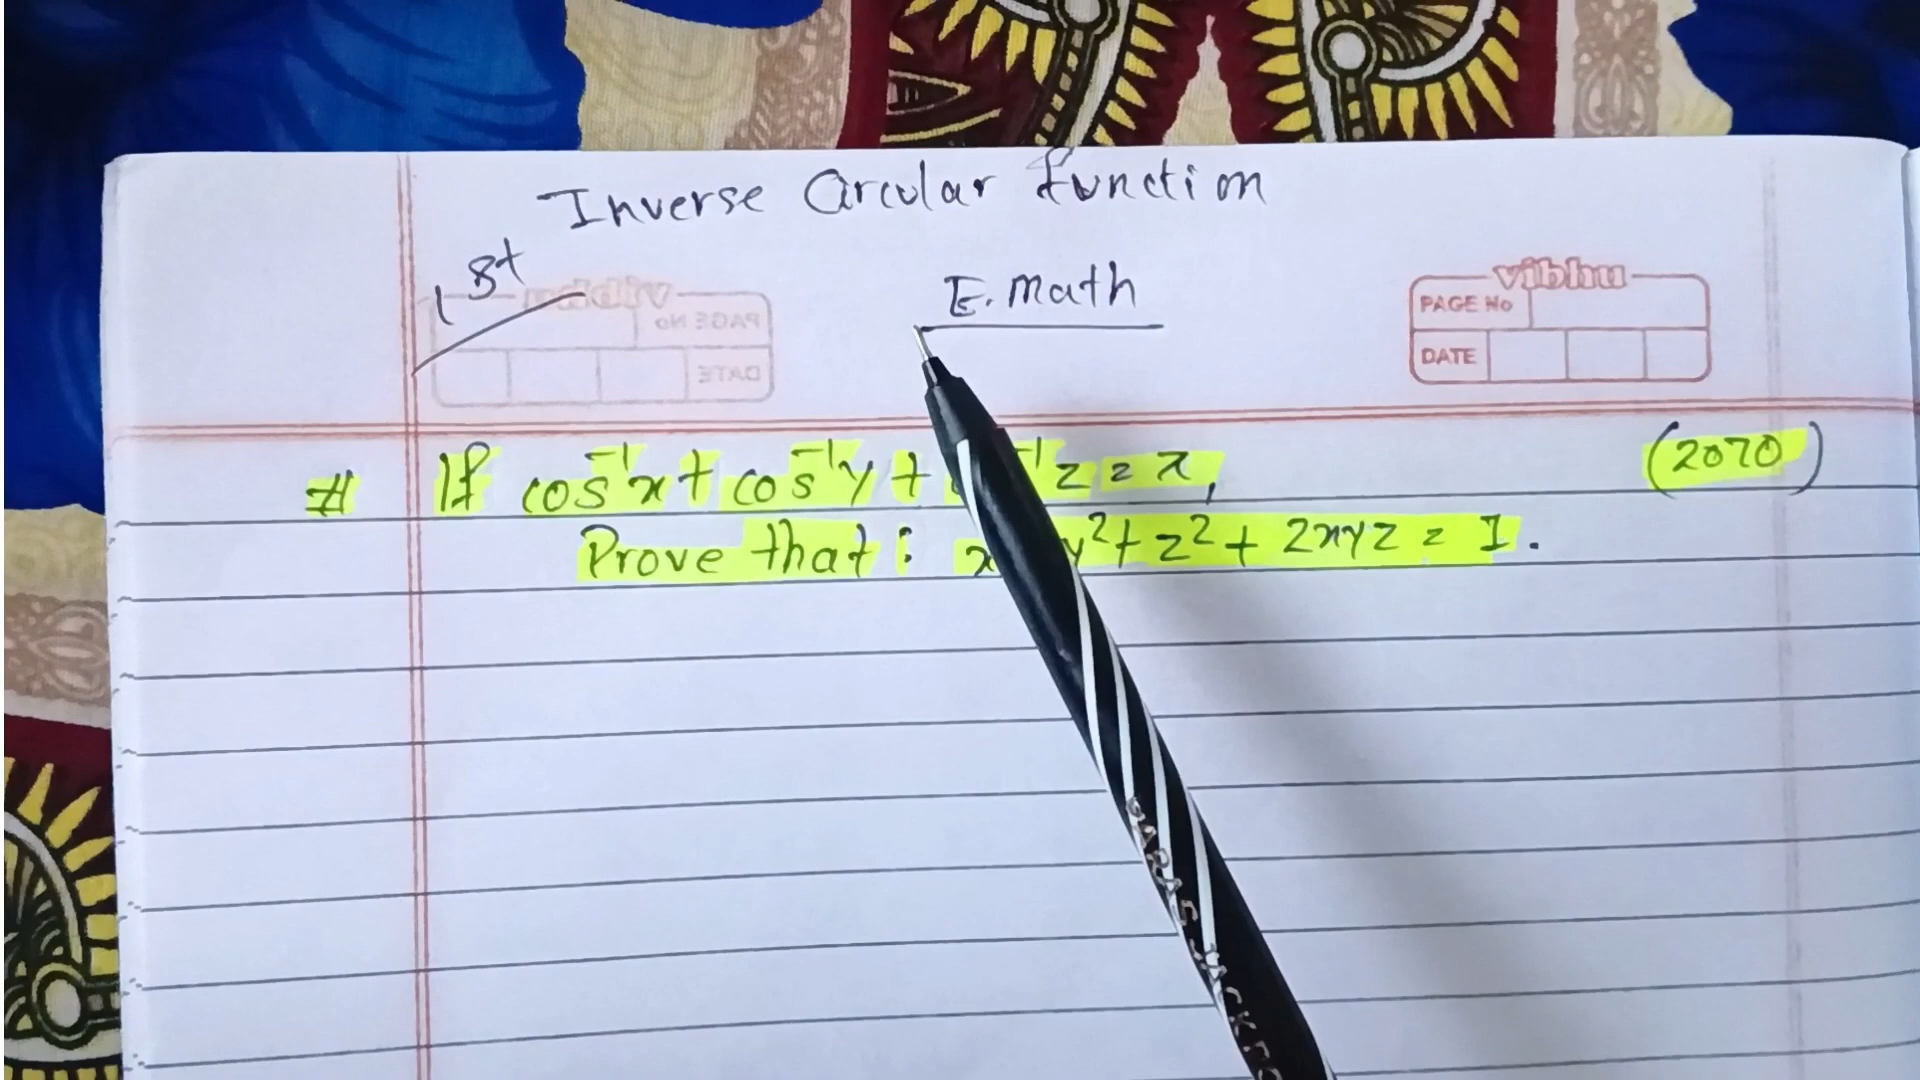 Inverse Circular function
1st
E. Math
vibhu
PAGE No
DATE
# If cos⁻¹x + cos⁻¹y + ⁻¹z = π, (2070)
Prove that : x y² + z² + 2xyz = 1.